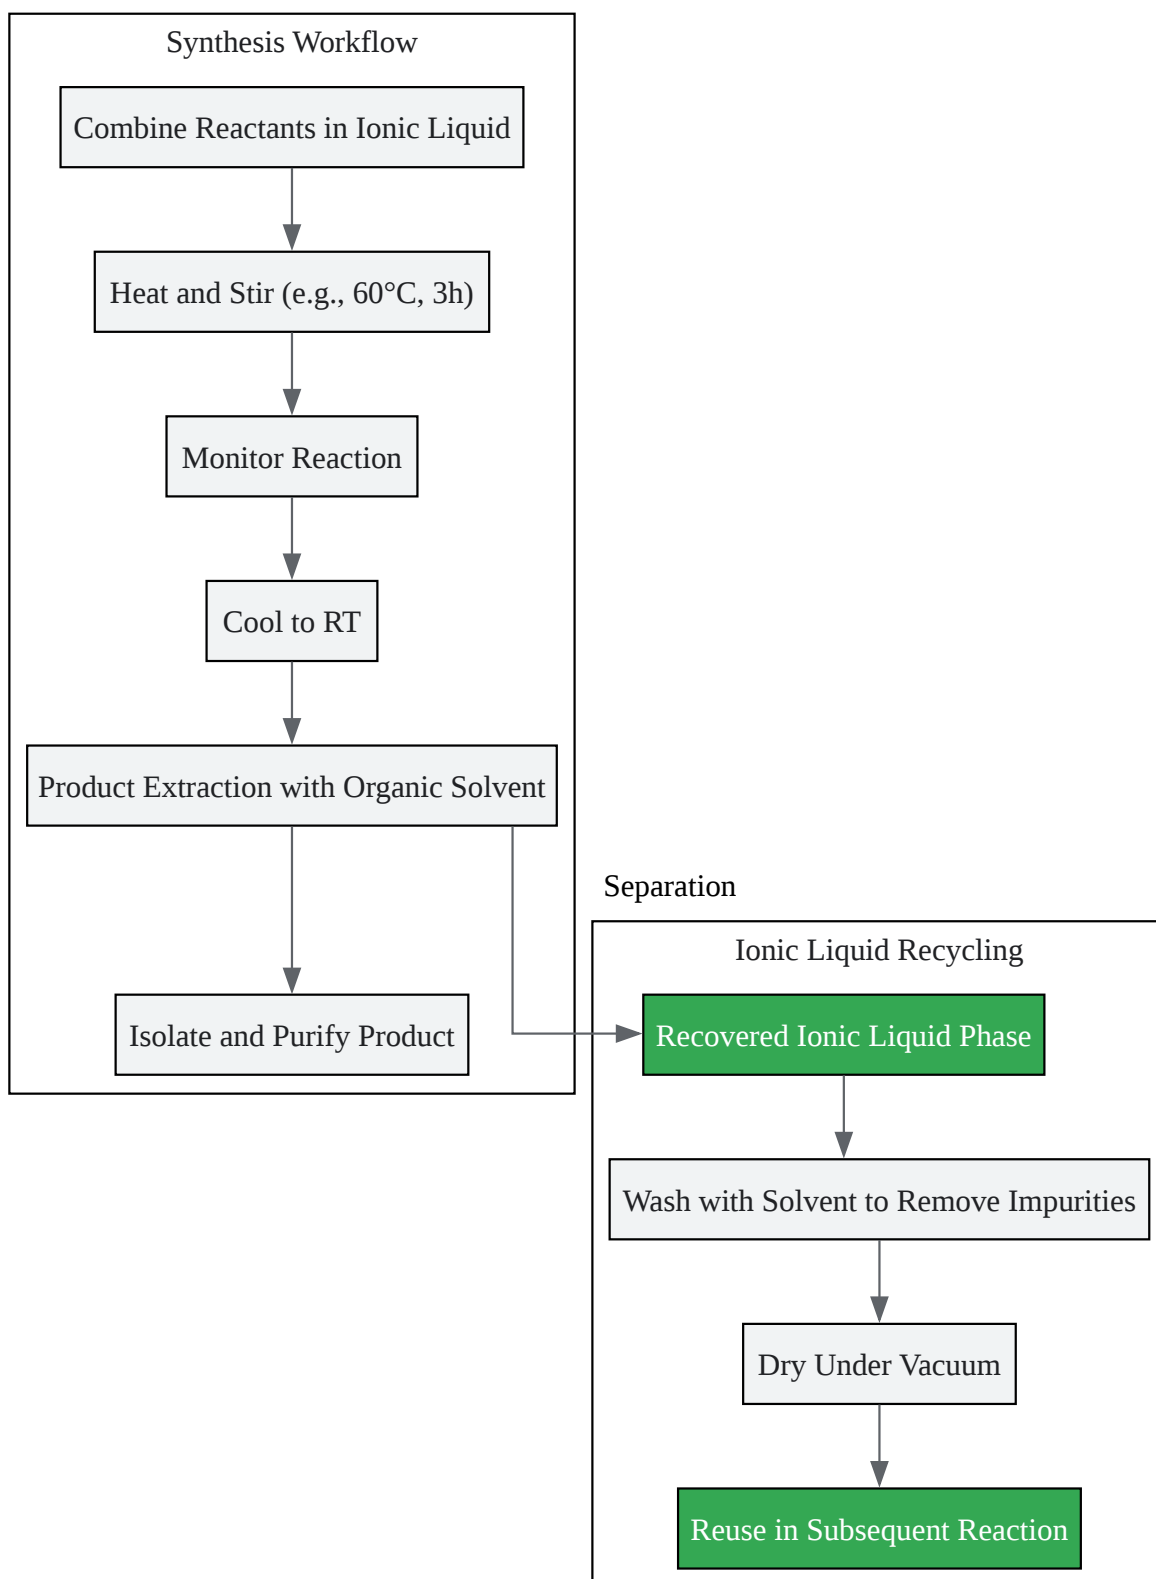 Synthesis Workflow
Combine Reactants in Ionic Liquid
Heat and Stir (e.g., 60°C, 3h)
Monitor Reaction
Cool to RT
Product Extraction with Organic Solvent
Isolate and Purify Product
Separation
Ionic Liquid Recycling
Recovered Ionic Liquid Phase
Wash with Solvent to Remove Impurities
Dry Under Vacuum
Reuse in Subsequent Reaction